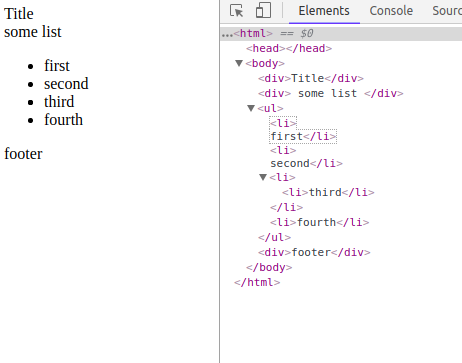 Title
some list
first
second
third
fourth
footer
Elements Console Sourc
…<html> == $0
<head></head>
<body>
<div>Title</div>
<div> some list </div>
<ul>
<li>
first</li>
<li>
second</li>
<li>
<li>third</li>
</li>
<li>fourth</li>
</ul>
<div>footer</div>
</body>
</html>